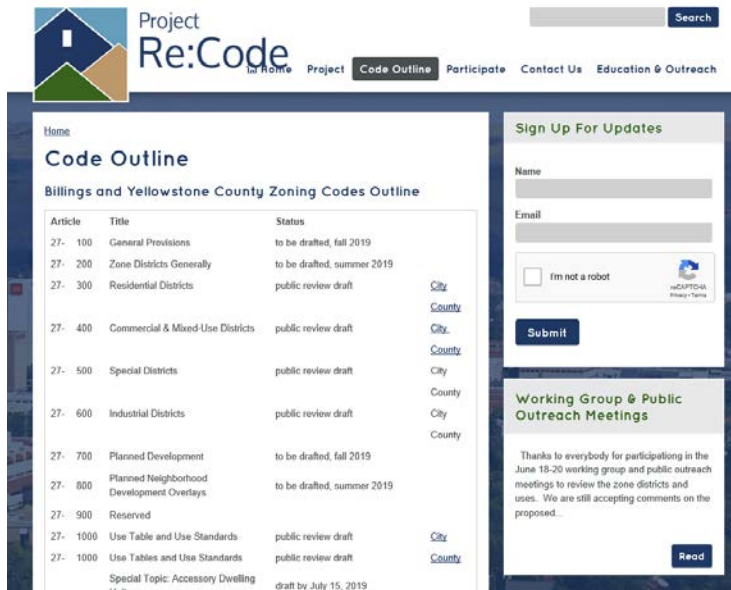 Project
Re:Code
Search
Home Project Code Outline Participate Contact Us Education & Outreach
Home
Code Outline
Billings and Yellowstone County Zoning Codes Outline
Article Title Status
27- 100 General Provisions to be drafted, fall 2019
27- 200 Zone Districts Generally to be drafted, summer 2019
27- 300 Residential Districts public review draft City
County
27- 400 Commercial & Mixed-Use Districts public review draft City
County
27- 500 Special Districts public review draft City
County
27- 600 Industrial Districts public review draft City
County
27- 700 Planned Development to be drafted, fall 2019
27- 800 Planned Neighborhood Development Overlays to be drafted, summer 2019
27- 900 Reserved
27- 1000 Use Table and Use Standards public review draft City
27- 1000 Use Tables and Use Standards public review draft County
Special Topic: Accessory Dwelling draft by July 15, 2019
Sign Up For Updates
Name
Email
I'm not a robot
reCAPTCHA
Privacy - Terms
Submit
Working Group & Public
Outreach Meetings
Thanks to everybody for participationg in the
June 18-20 working group and public outreach
meetings to review the zone districts and
uses. We are still accepting comments on the
proposed...
Read